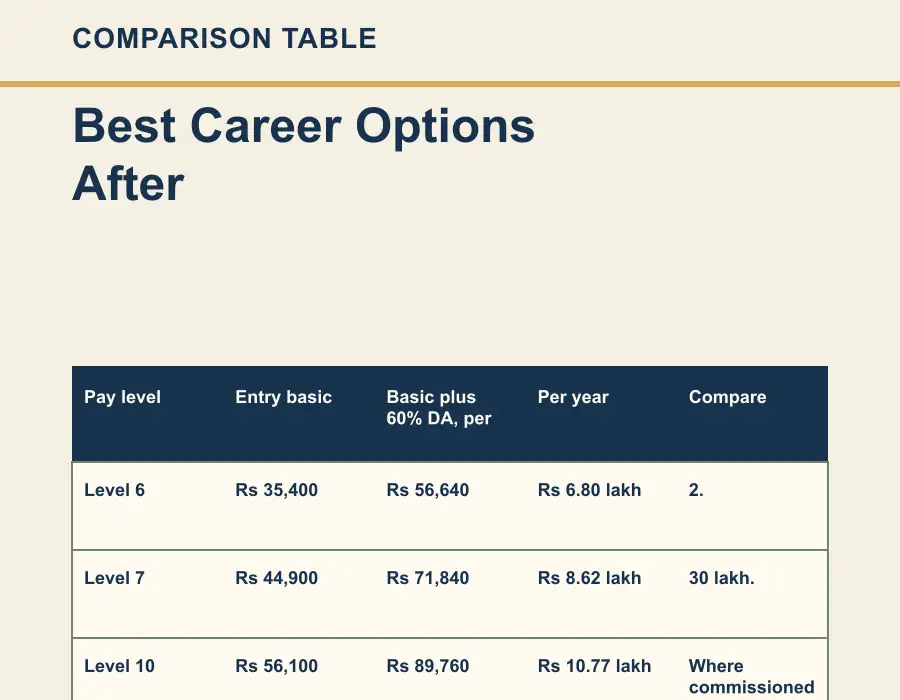 COMPARISON TABLE
Best Career Options
After
Pay level Entry basic Basic plus Per year Compare
60% DA, per
Level 6 Rs 35,400 Rs 56,640 Rs 6.80 lakh 2.
Level 7 Rs 44,900 Rs 71,840 Rs 8.62 lakh 30 lakh.
Level 10 Rs 56,100 Rs 89,760 Rs 10.77 lakh Where
commissioned